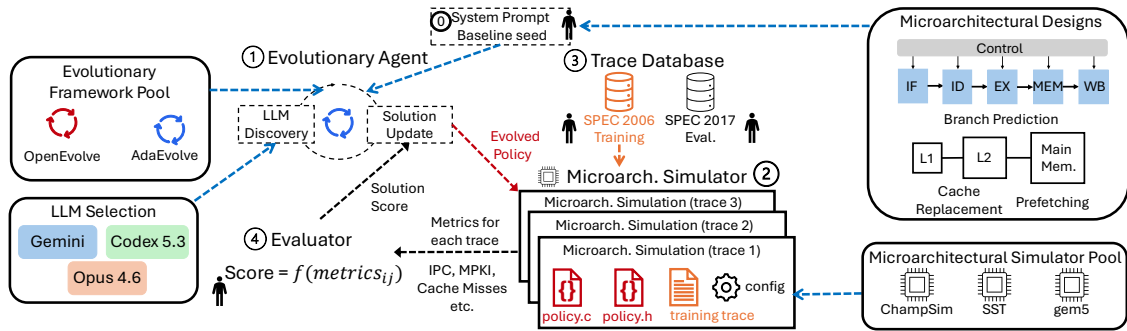 0
System Prompt
Baseline seed
1 Evolutionary Agent
LLM
Discovery
Solution
Update
Evolutionary
Framework Pool
OpenEvolve
AdaEvolve
LLM Selection
Gemini
Codex 5.3
Opus 4.6
3 Trace Database
SPEC 2006
Training
SPEC 2017
Eval.
Evolved
Policy
Solution
Score
Microarch. Simulator 2
Microarch. Simulation (trace 3)
Microarch. Simulation (trace 2)
Microarch. Simulation (trace 1)
{}
policy.c
{}
policy.h
training trace
config
Metrics for
each trace
IPC, MPKI,
Cache Misses
etc.
4 Evaluator
Score = f(metrics_ij)
Microarchitectural Designs
Control
IF
ID
EX
MEM
WB
Branch Prediction
L1
L2
Main
Mem.
Cache
Replacement
Prefetching
Microarchitectural Simulator Pool
ChampSim
SST
gem5